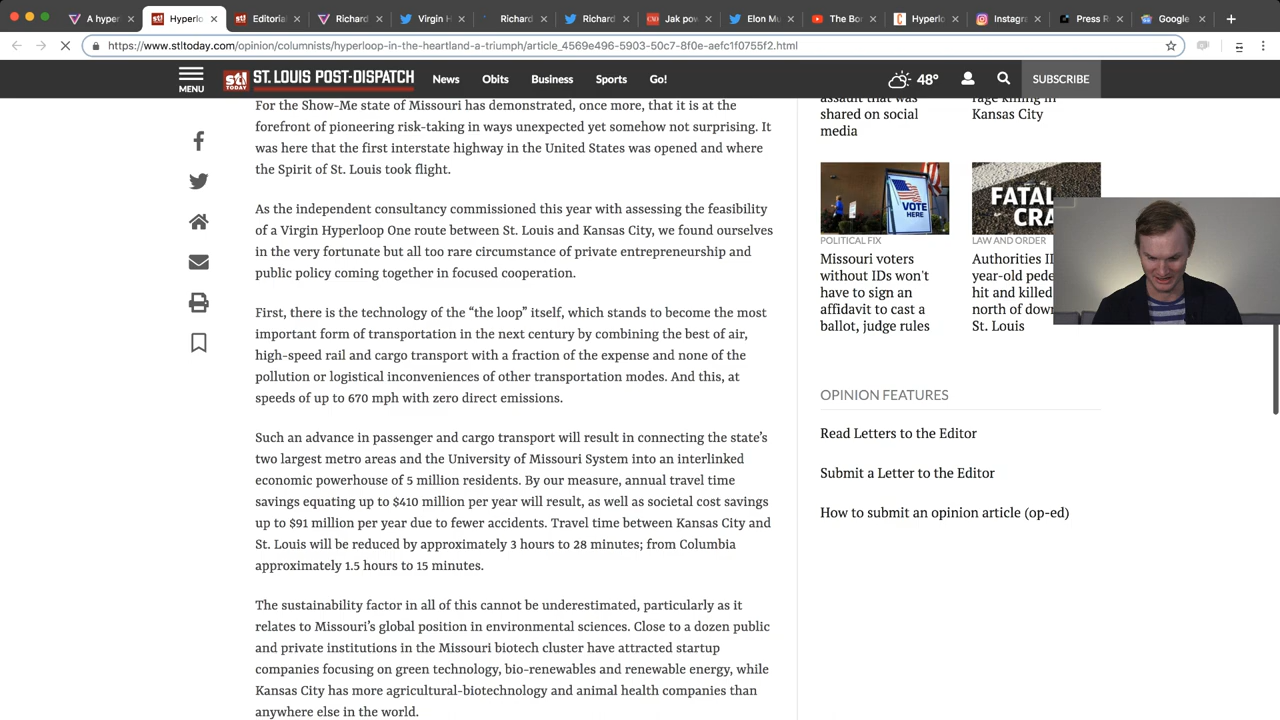 A hyper
Hyperlo
Editorial
Richard
Virgin H
Richard
Richard
Jak pow
Elon Mu
The Bor
Hyperlo
Instagra
Press R
Google
https://www.stltoday.com/opinion/columnists/hyperloop-in-the-heartland-a-triumph/article_4569e496-5903-50c7-8f0e-aefc1f0755f2.html
MENU
stl TODAY
ST. LOUIS POST-DISPATCH
News
Obits
Business
Sports
Go!
48°
SUBSCRIBE
For the Show-Me state of Missouri has demonstrated, once more, that it is at the
forefront of pioneering risk-taking in ways unexpected yet somehow not surprising. It
was here that the first interstate highway in the United States was opened and where
the Spirit of St. Louis took flight.
As the independent consultancy commissioned this year with assessing the feasibility
of a Virgin Hyperloop One route between St. Louis and Kansas City, we found ourselves
in the very fortunate but all too rare circumstance of private entrepreneurship and
public policy coming together in focused cooperation.
First, there is the technology of the “the loop” itself, which stands to become the most
important form of transportation in the next century by combining the best of air,
high-speed rail and cargo transport with a fraction of the expense and none of the
pollution or logistical inconveniences of other transportation modes. And this, at
speeds of up to 670 mph with zero direct emissions.
Such an advance in passenger and cargo transport will result in connecting the state’s
two largest metro areas and the University of Missouri System into an interlinked
economic powerhouse of 5 million residents. By our measure, annual travel time
savings equating up to $410 million per year will result, as well as societal cost savings
up to $91 million per year due to fewer accidents. Travel time between Kansas City and
St. Louis will be reduced by approximately 3 hours to 28 minutes; from Columbia
approximately 1.5 hours to 15 minutes.
The sustainability factor in all of this cannot be underestimated, particularly as it
relates to Missouri’s global position in environmental sciences. Close to a dozen public
and private institutions in the Missouri biotech cluster have attracted startup
companies focusing on green technology, bio-renewables and renewable energy, while
Kansas City has more agricultural-biotechnology and animal health companies than
anywhere else in the world.
assault that was
shared on social
media
rage killing in
Kansas City
VOTE
HERE
FATAL
CRA
POLITICAL FIX
Missouri voters
without IDs won't
have to sign an
affidavit to cast a
ballot, judge rules
LAW AND ORDER
Authorities ID
year-old pede
hit and killed
north of down
St. Louis
OPINION FEATURES
Read Letters to the Editor
Submit a Letter to the Editor
How to submit an opinion article (op-ed)